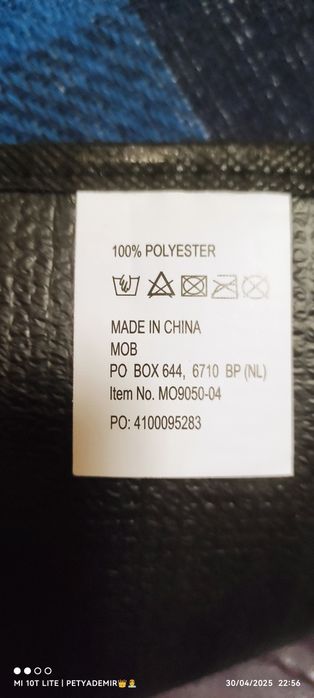 100% POLYESTER
MADE IN CHINA
MOB
PO BOX 644, 6710 BP (NL)
Item No. MO9050-04
PO: 4100095283
MI 10T LITE | PETYADEMIR👑🤦‍♂️
30/04/2025 22:56